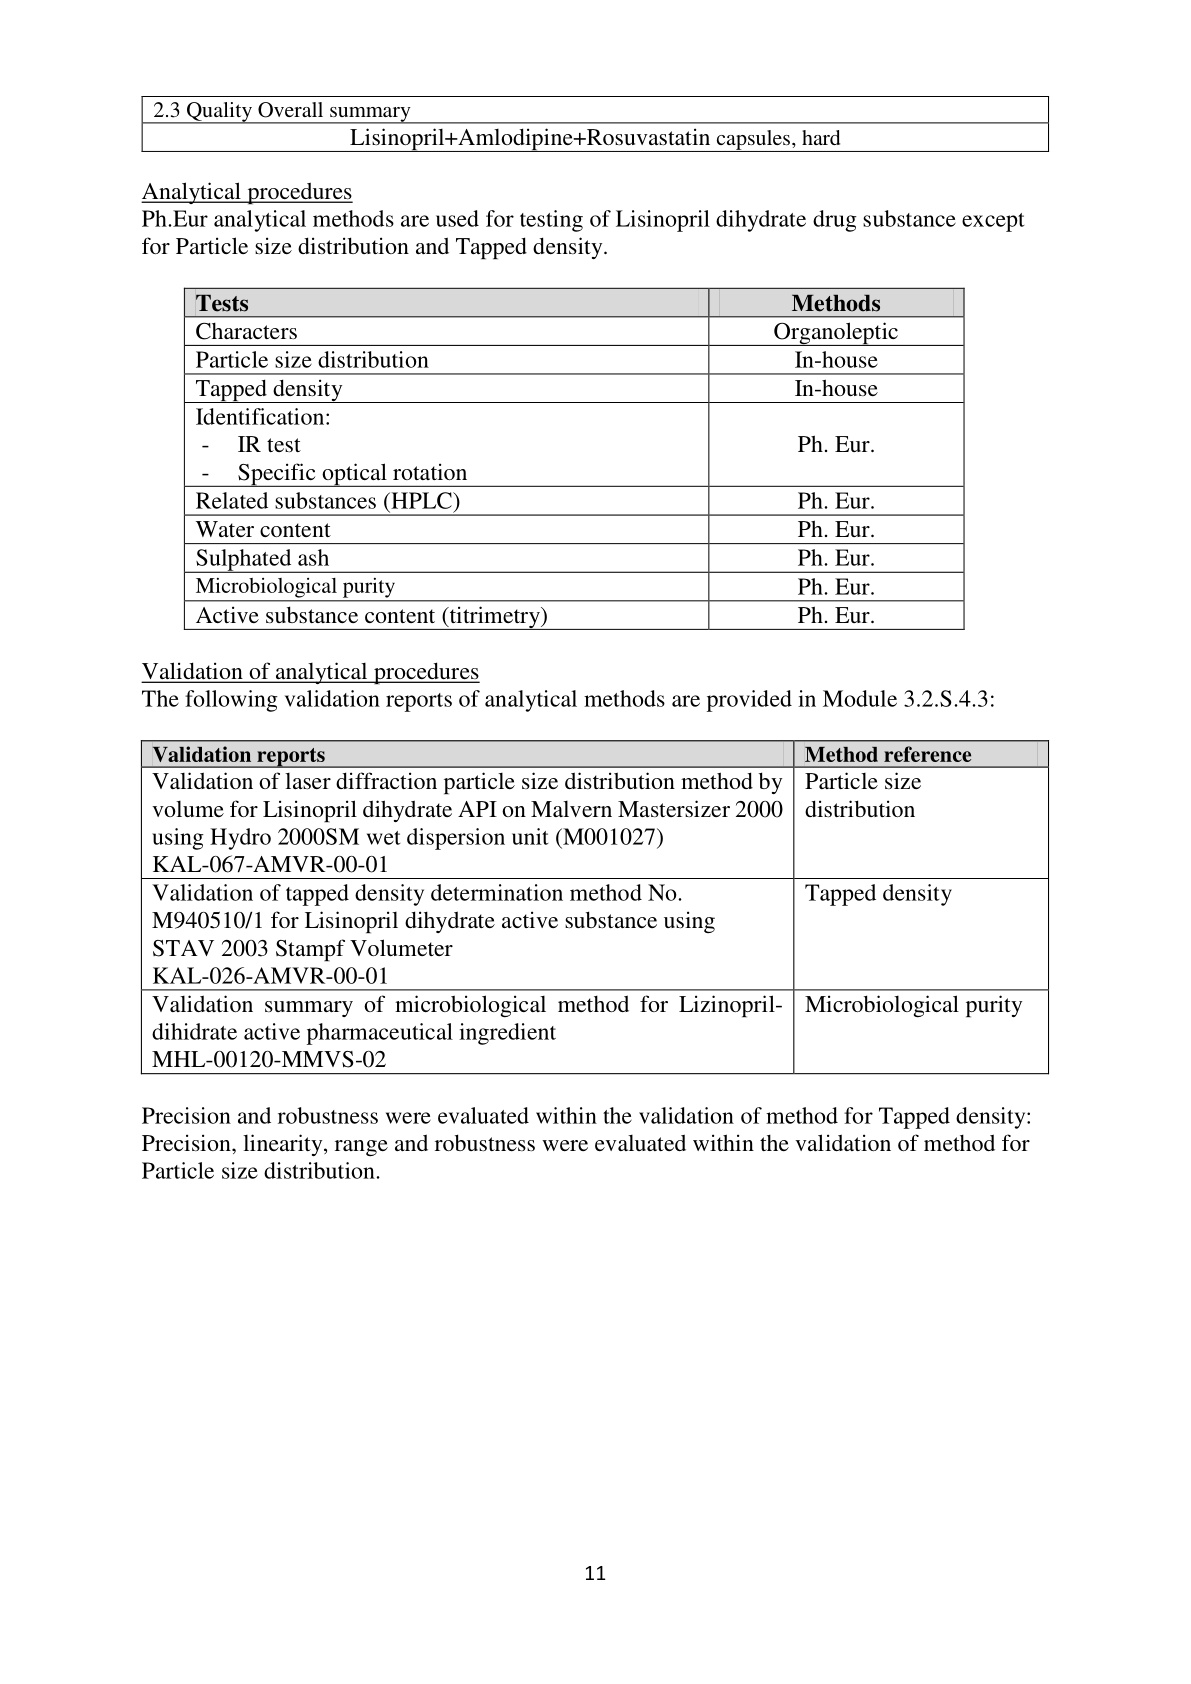 2.3 Quality Overall summary
Lisinopril+Amlodipine+Rosuvastatin capsules, hard
Analytical procedures
Ph.Eur analytical methods are used for testing of Lisinopril dihydrate drug substance except
for Particle size distribution and Tapped density.
Tests Methods
Characters Organoleptic
Particle size distribution In-house
Tapped density In-house
Identification:
- IR test Ph. Eur.
- Specific optical rotation
Related substances (HPLC) Ph. Eur.
Water content Ph. Eur.
Sulphated ash Ph. Eur.
Microbiological purity Ph. Eur.
Active substance content (titrimetry) Ph. Eur.
Validation of analytical procedures
The following validation reports of analytical methods are provided in Module 3.2.S.4.3:
Validation reports Method reference
Validation of laser diffraction particle size distribution method by Particle size
volume for Lisinopril dihydrate API on Malvern Mastersizer 2000 distribution
using Hydro 2000SM wet dispersion unit (M001027)
KAL-067-AMVR-00-01
Validation of tapped density determination method No. Tapped density
M940510/1 for Lisinopril dihydrate active substance using
STAV 2003 Stampf Volumeter
KAL-026-AMVR-00-01
Validation summary of microbiological method for Lizinopril- Microbiological purity
dihidrate active pharmaceutical ingredient
MHL-00120-MMVS-02
Precision and robustness were evaluated within the validation of method for Tapped density:
Precision, linearity, range and robustness were evaluated within the validation of method for
Particle size distribution.
11